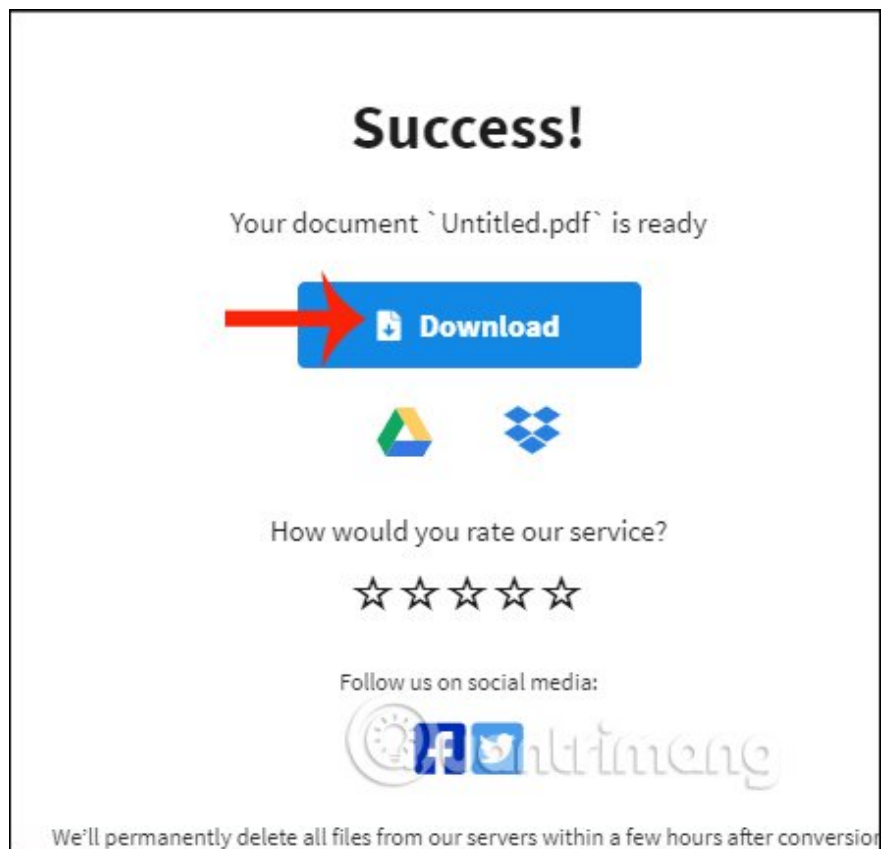 Success!
Your document `Untitled.pdf` is ready
Download
How would you rate our service?
Follow us on social media:
Quantrimang
We'll permanently delete all files from our servers within a few hours after conversion